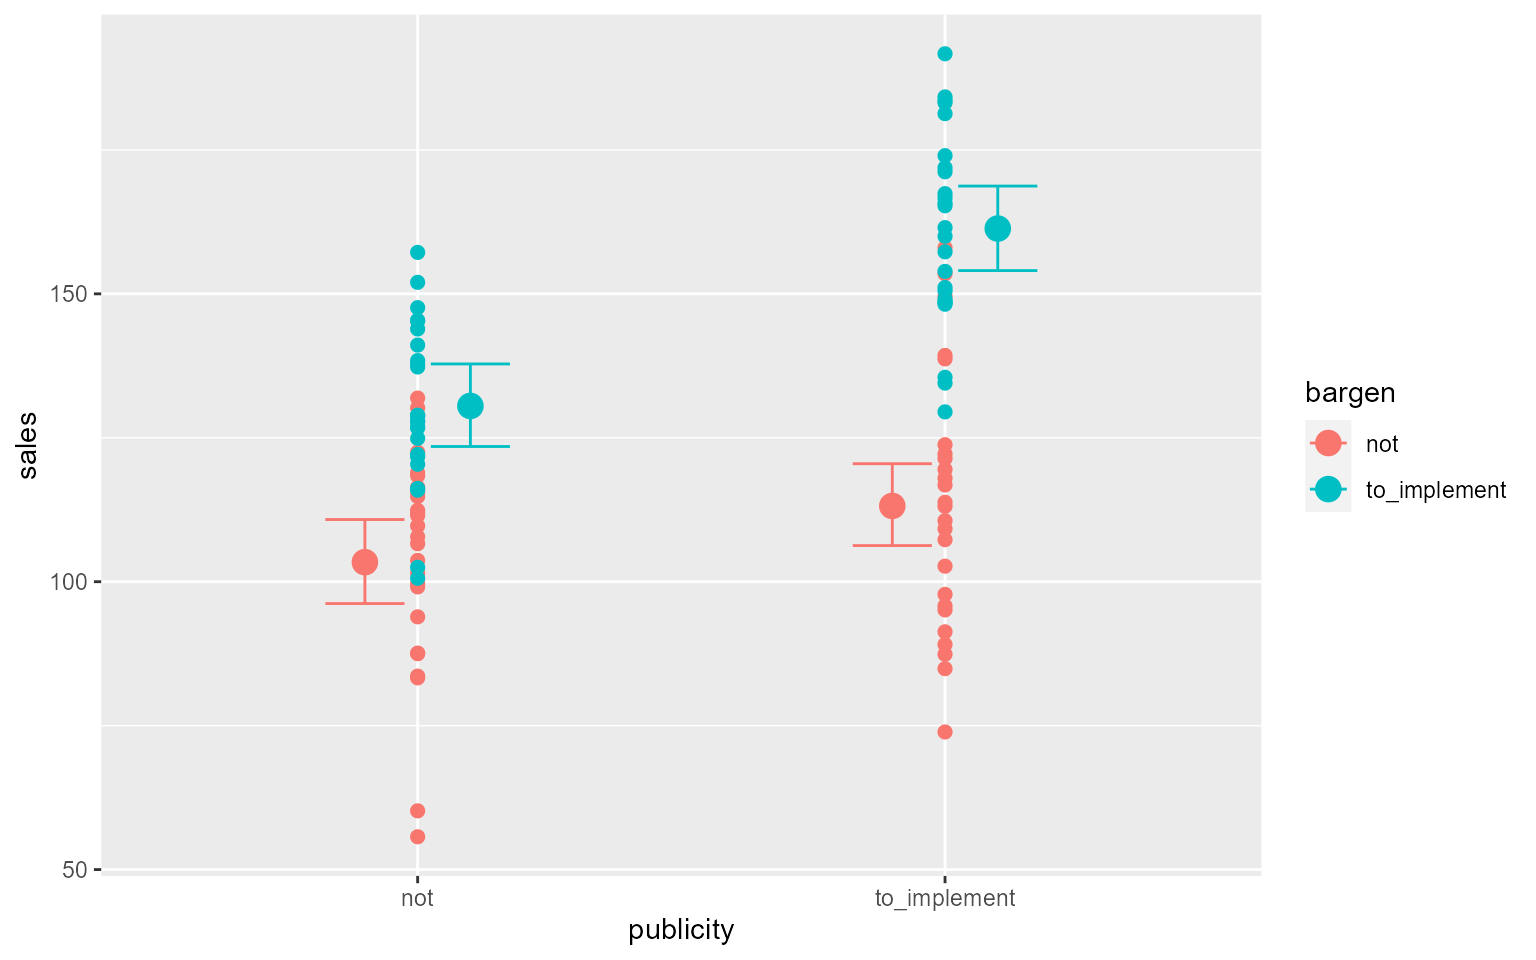 sales
150
100
50
not
to_implement
publicity
bargen
not
to_implement